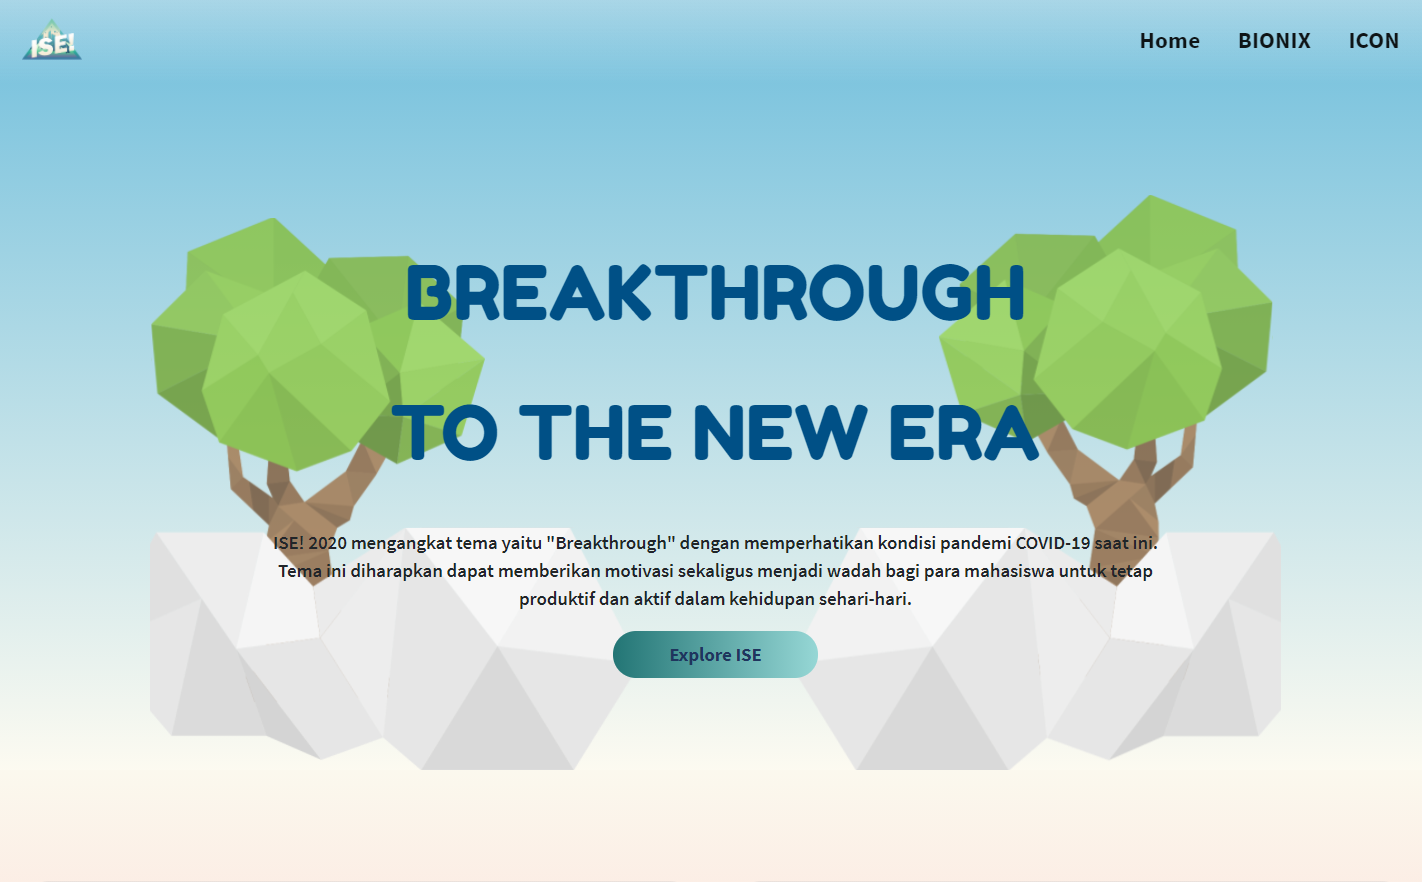 ISE!
Home
BIONIX
ICON
BREAKTHROUGH
TO THE NEW ERA
ISE! 2020 mengangkat tema yaitu "Breakthrough" dengan memperhatikan kondisi pandemi COVID-19 saat ini.
Tema ini diharapkan dapat memberikan motivasi sekaligus menjadi wadah bagi para mahasiswa untuk tetap
produktif dan aktif dalam kehidupan sehari-hari.
Explore ISE